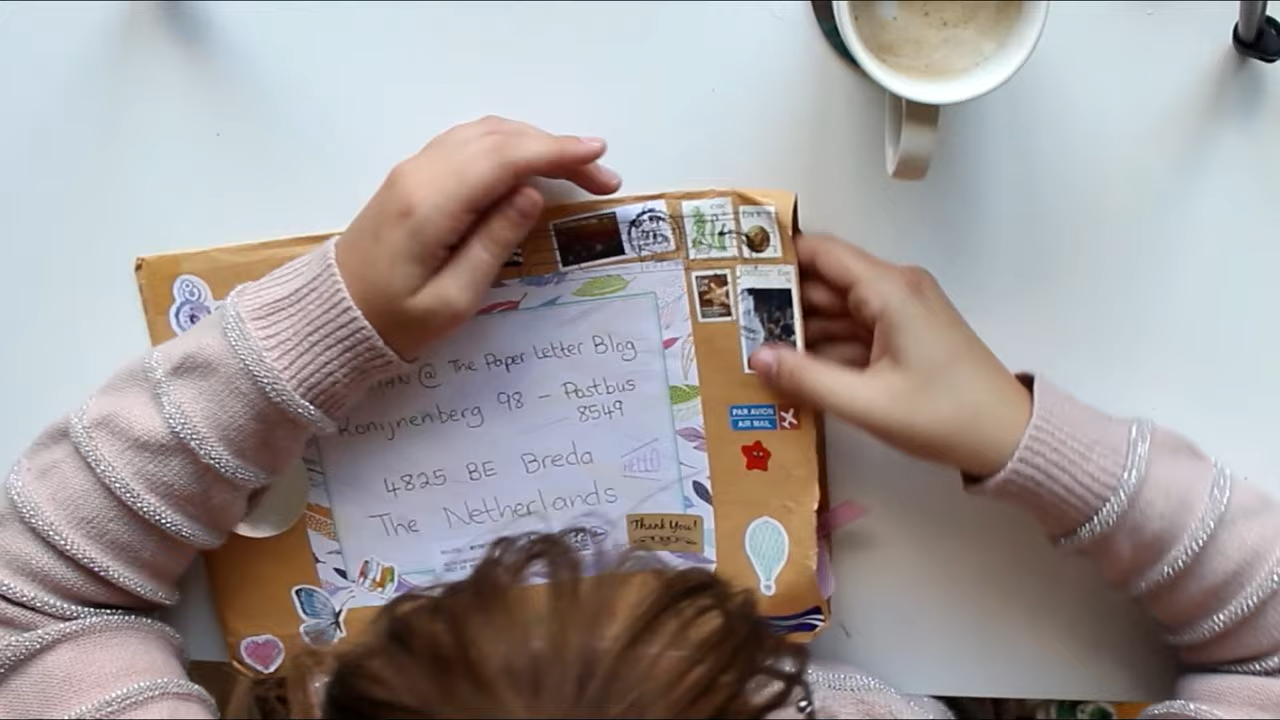 @ The Paper Letter Blog
Konijnenberg 98 - Postbus
8549
4825 BE Breda
HELLO
The Netherlands
Thank You!
PAR AVION
AIR MAIL